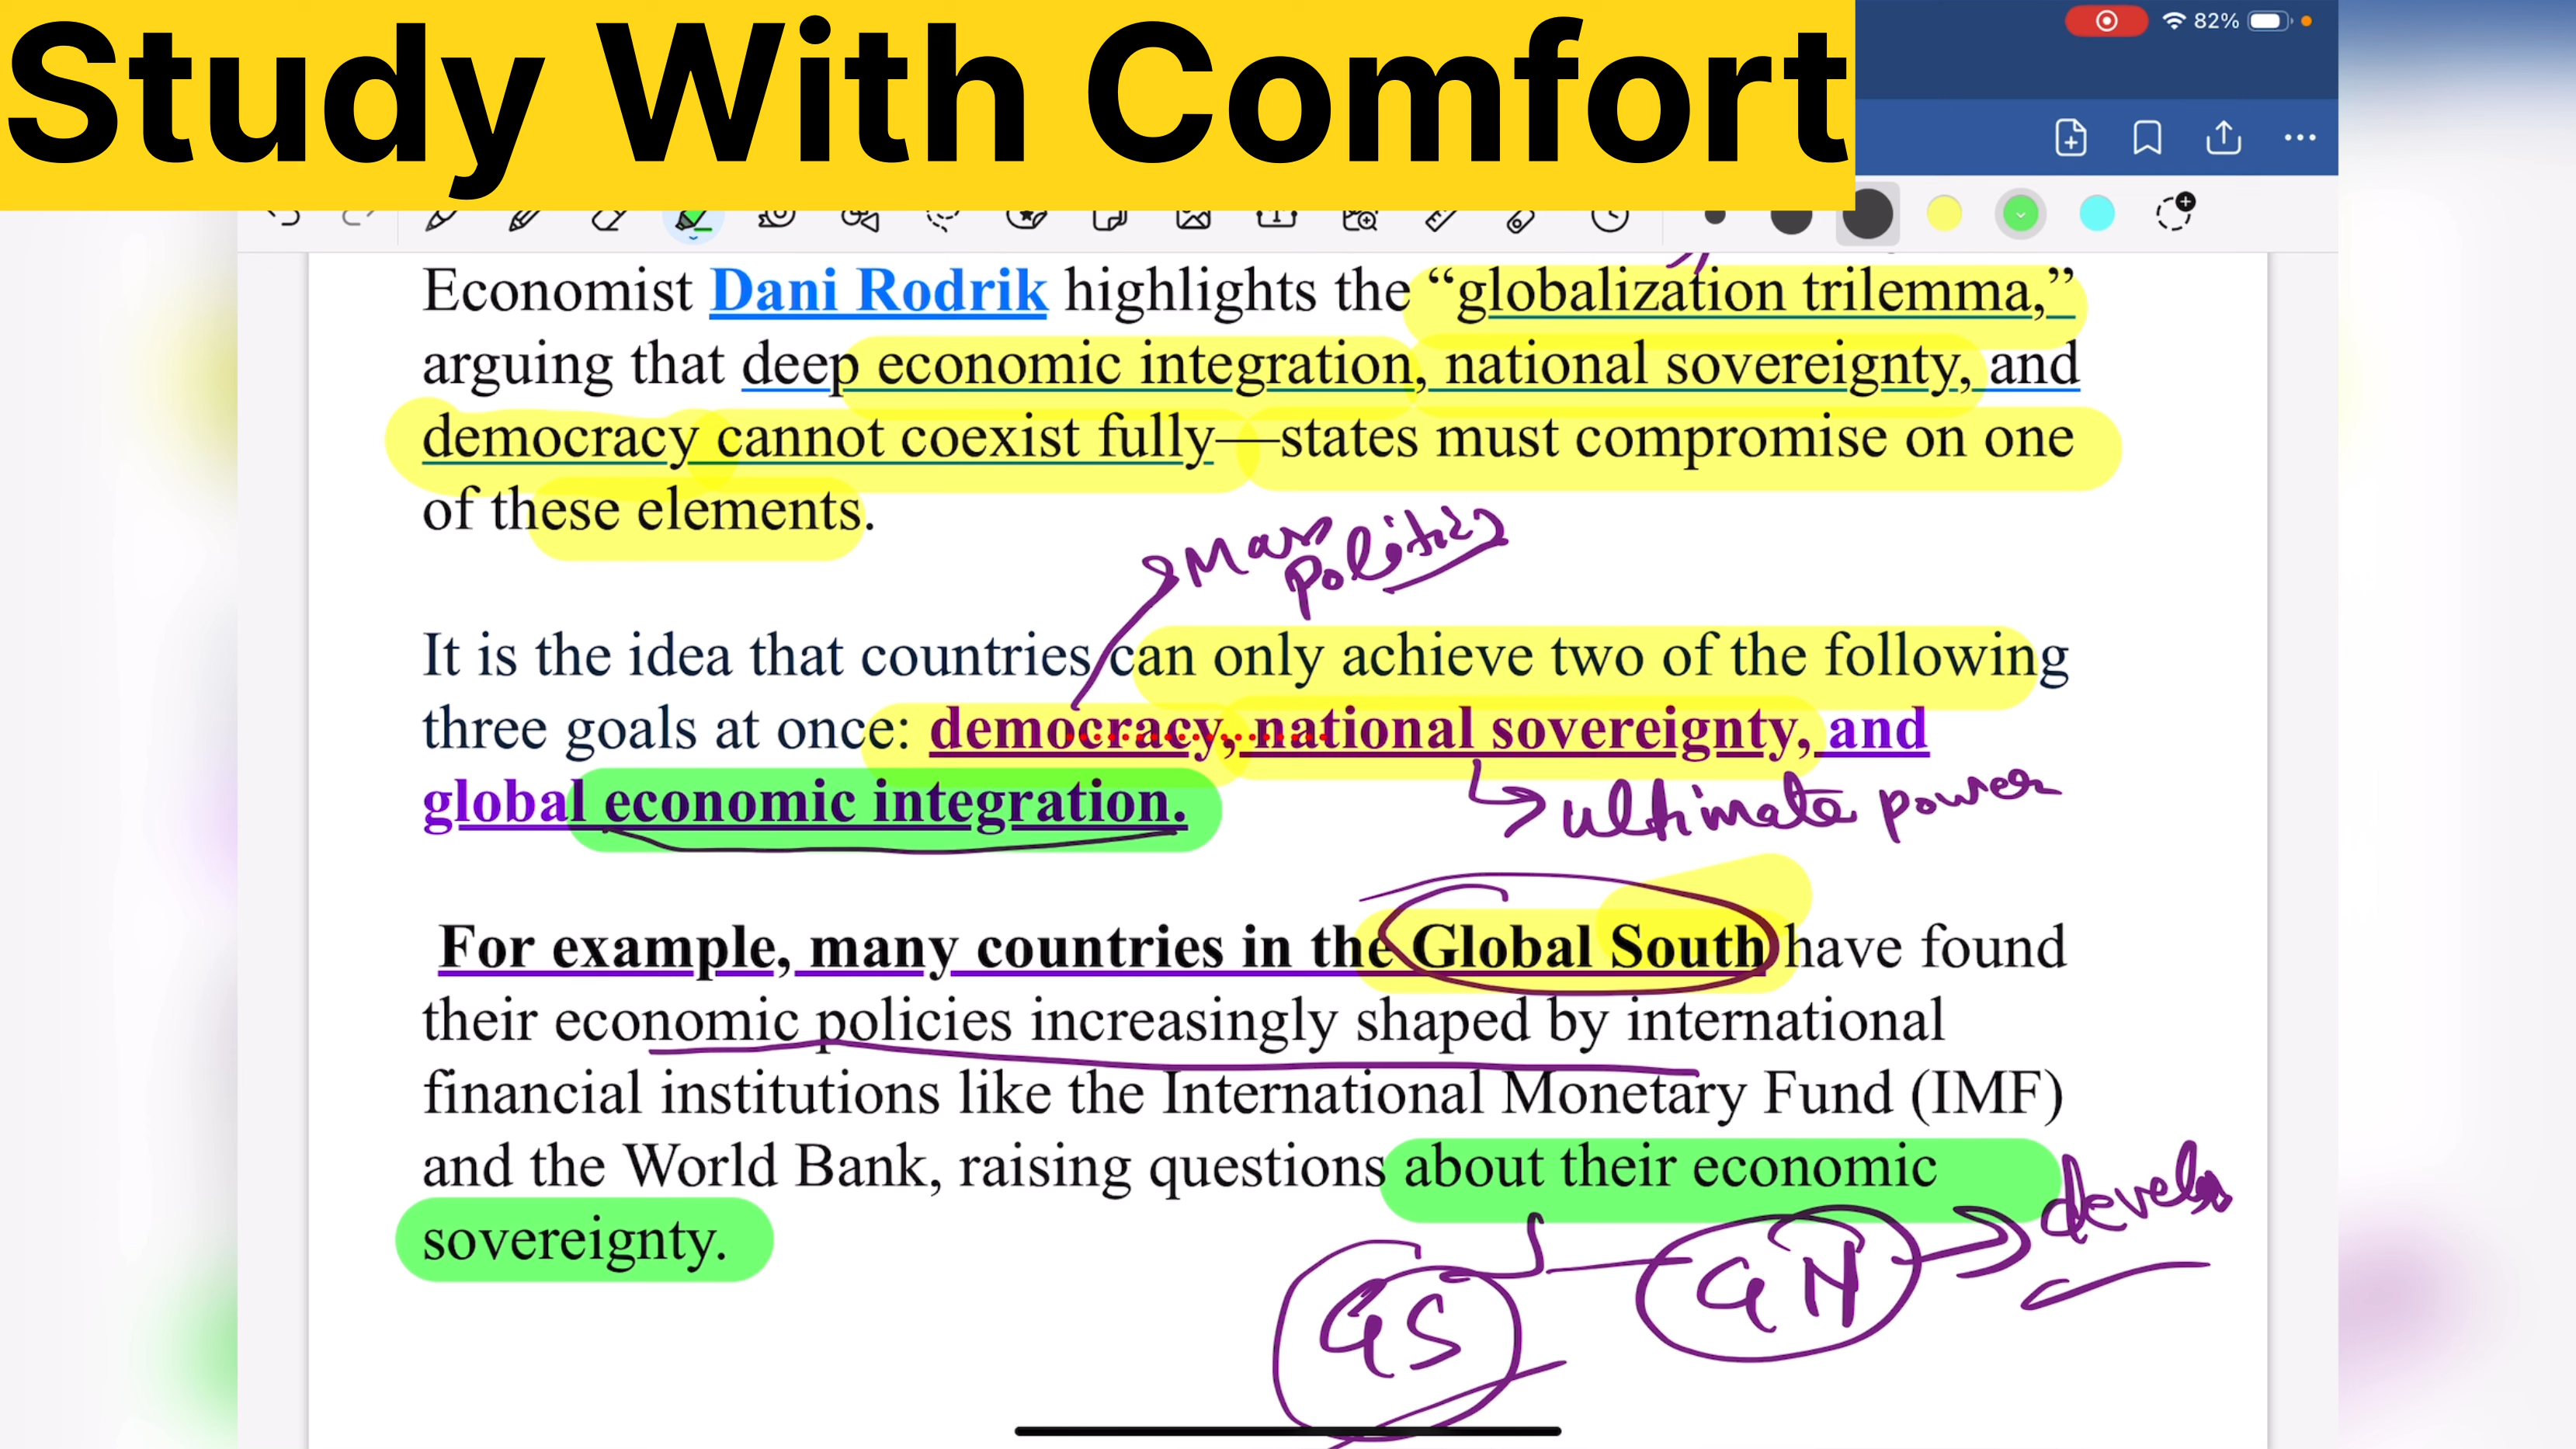 Study With Comfort
82%
Economist Dani Rodrik highlights the “globalization trilemma,”
arguing that deep economic integration, national sovereignty, and
democracy cannot coexist fully—states must compromise on one
of these elements.
Mass
Politics
It is the idea that countries can only achieve two of the following
three goals at once: democracy, national sovereignty, and
global economic integration.
ultimate power
For example, many countries in the Global South have found
their economic policies increasingly shaped by international
financial institutions like the International Monetary Fund (IMF)
and the World Bank, raising questions about their economic
sovereignty.
GS
GN